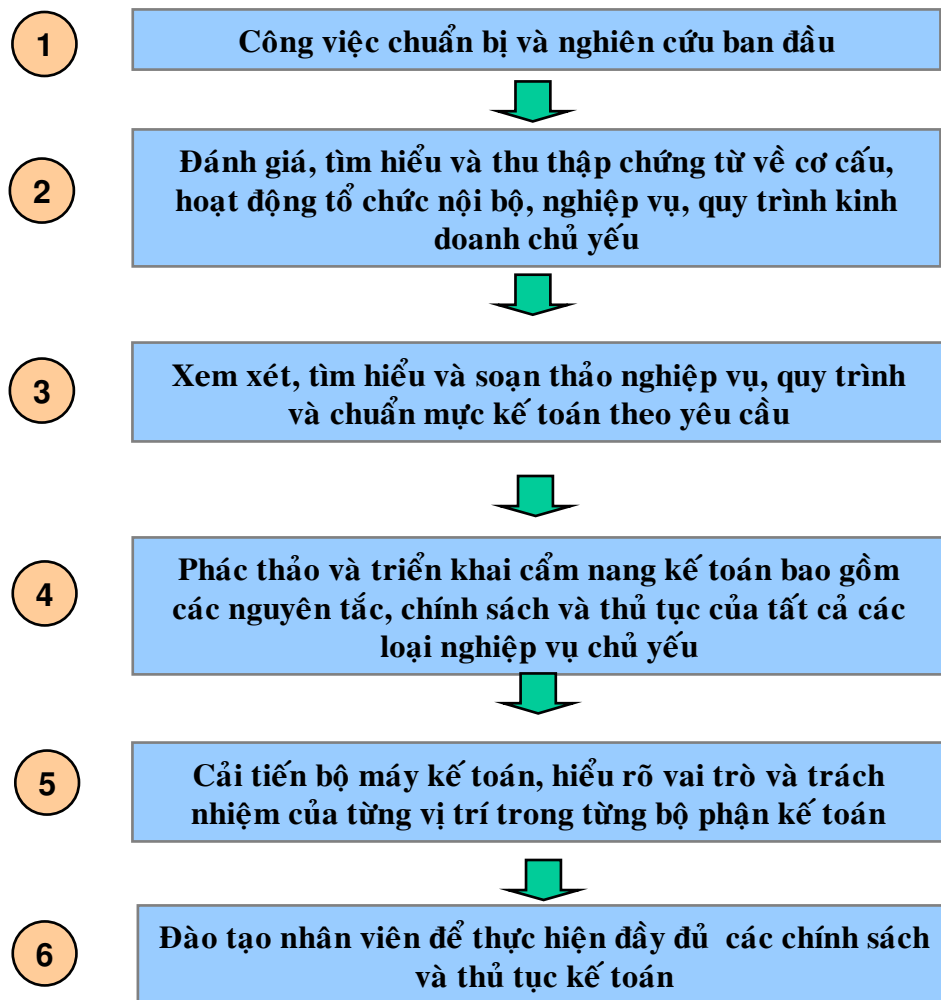 1
Công việc chuẩn bị và nghiên cứu ban đầu
2
Đánh giá, tìm hiểu và thu thập chứng từ về cơ cấu,
hoạt động tổ chức nội bộ, nghiệp vụ, quy trình kinh
doanh chủ yếu
3
Xem xét, tìm hiểu và soạn thảo nghiệp vụ, quy trình
và chuẩn mực kế toán theo yêu cầu
4
Phác thảo và triển khai cẩm nang kế toán bao gồm
các nguyên tắc, chính sách và thủ tục của tất cả các
loại nghiệp vụ chủ yếu
5
Cải tiến bộ máy kế toán, hiểu rõ vai trò và trách
nhiệm của từng vị trí trong từng bộ phận kế toán
6
Đào tạo nhân viên để thực hiện đầy đủ các chính sách
và thủ tục kế toán